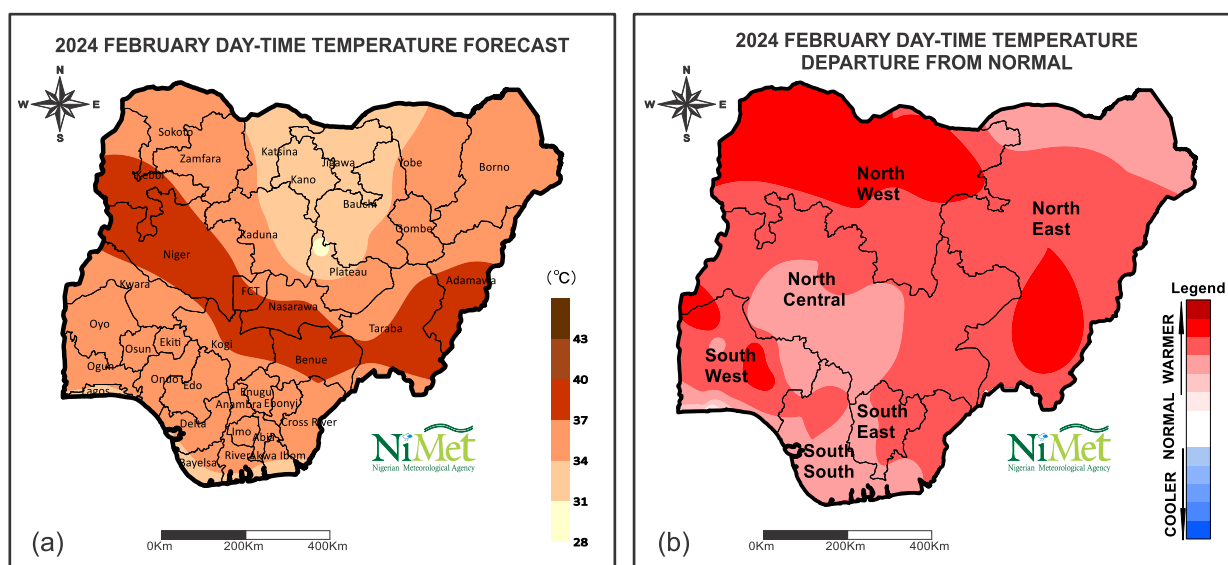 2024 FEBRUARY DAY-TIME TEMPERATURE FORECAST
N
W
E
S
Sokoto
Zamfara
Katsina
Kano
Jigawa
Yobe
Borno
Kebbi
Bauchi
Gombe
Kaduna
Niger
Plateau
Adamawa
FCT
Nasarawa
Kwara
Taraba
Oyo
Ekiti
Kogi
Benue
Osun
Ogun
Ondo
Edo
Enugu
Lagos
Anambra
Ebonyi
Delta
Imo
Abia
Cross River
Bayelsa
Rivers
Akwa Ibom
(°C)
43
40
37
34
31
28
NiMet
Nigerian Meteorological Agency
(a)
0Km
200Km
400Km
2024 FEBRUARY DAY-TIME TEMPERATURE
DEPARTURE FROM NORMAL
N
W
E
S
North
West
North
East
North
Central
South
West
South
East
South
South
Legend
WARMER
NORMAL
COOLER
NiMet
Nigerian Meteorological Agency
(b)
0Km
200Km
400Km